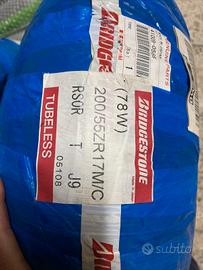 BRIDGESTONE
(78W)
200/55ZR17M/C
RS0R T J9
TUBELESS
05108
BRIDGESTONE
subito